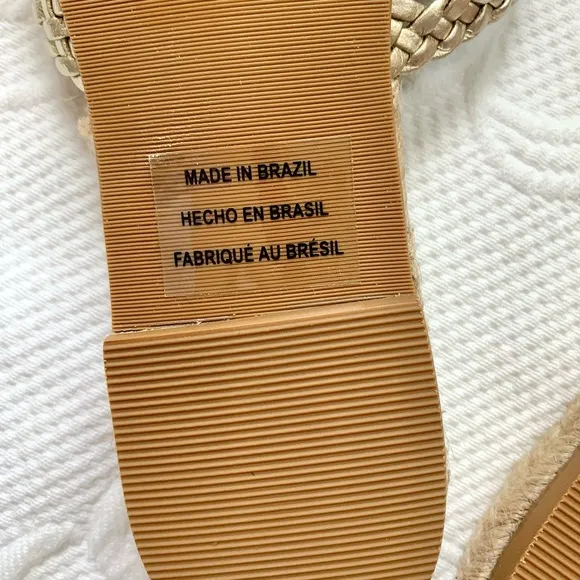 MADE IN BRAZIL
HECHO EN BRASIL
FABRIQUÉ AU BRÉSIL